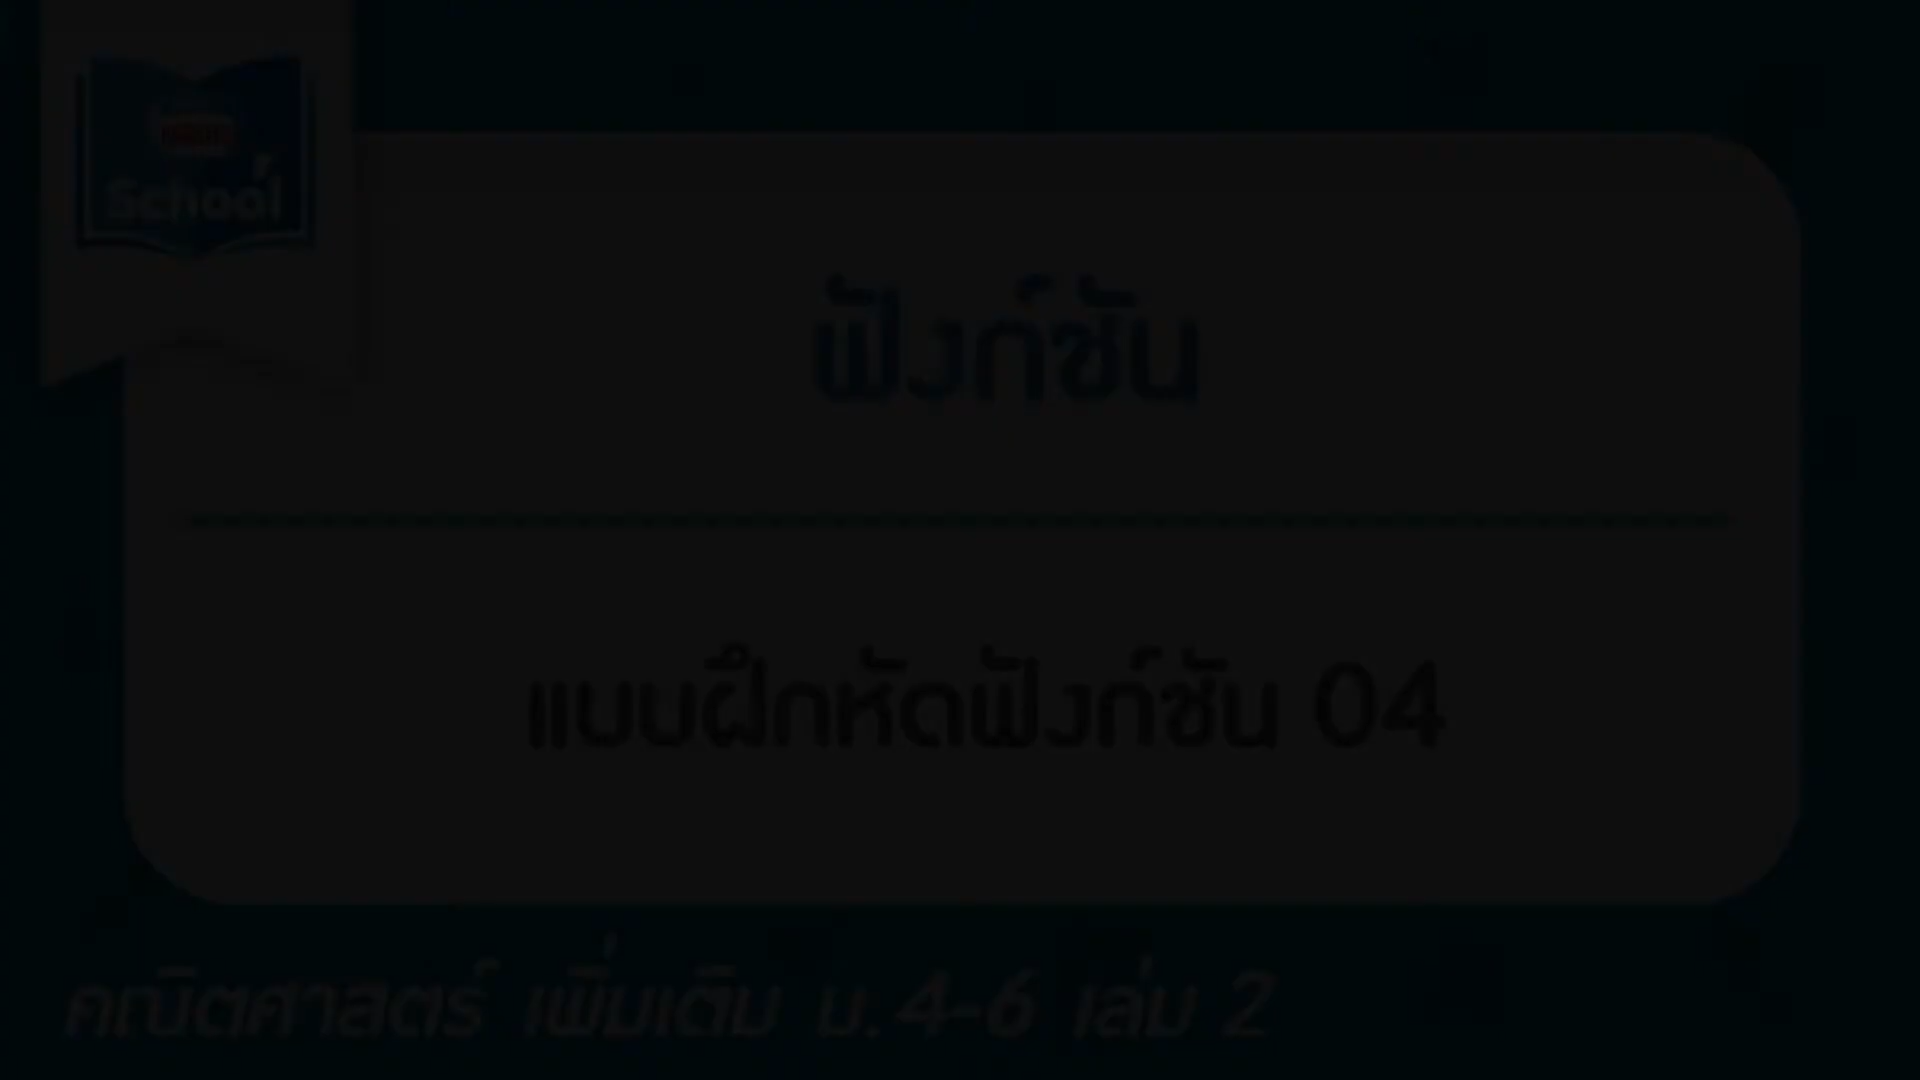 School
ฟังก์ชัน
แบบฝึกหัดฟังก์ชัน 04
คณิตศาสตร์ เพิ่มเติม ม.4-6 เล่ม 2